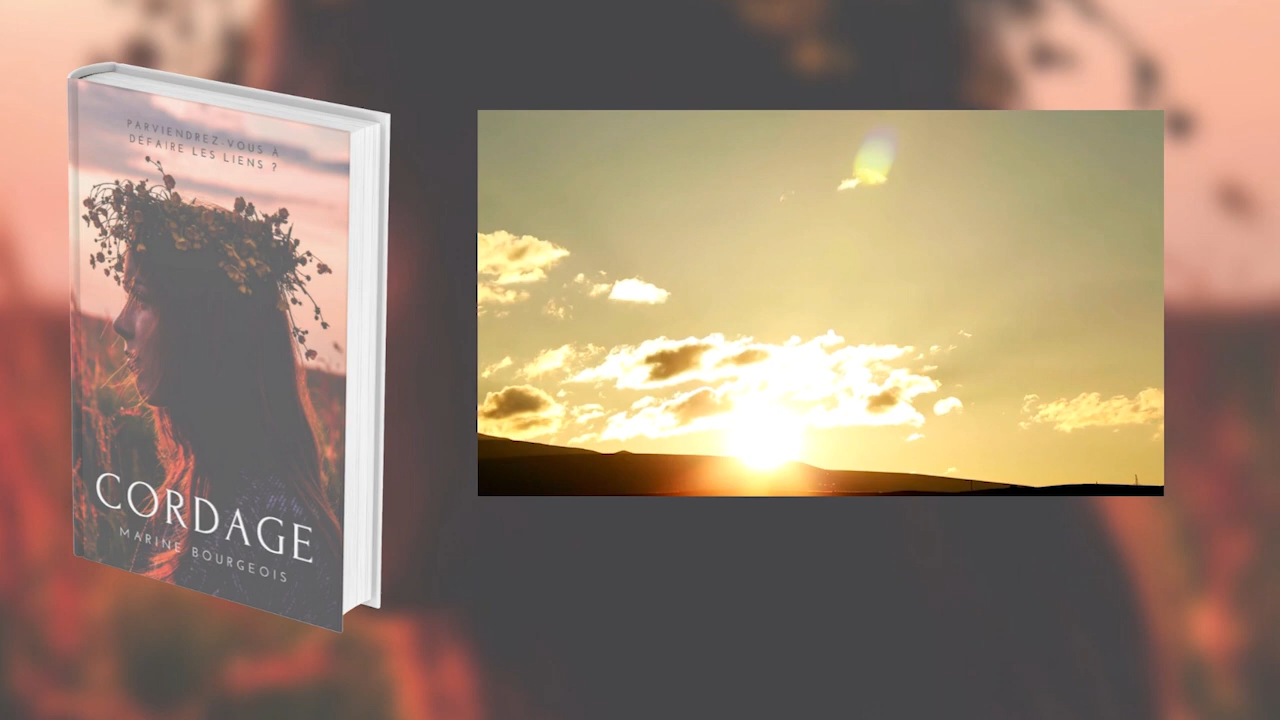 PARVIENDREZ-VOUS À
DÉFAIRE LES LIENS ?
CORDAGE
MARINE BOURGEOIS